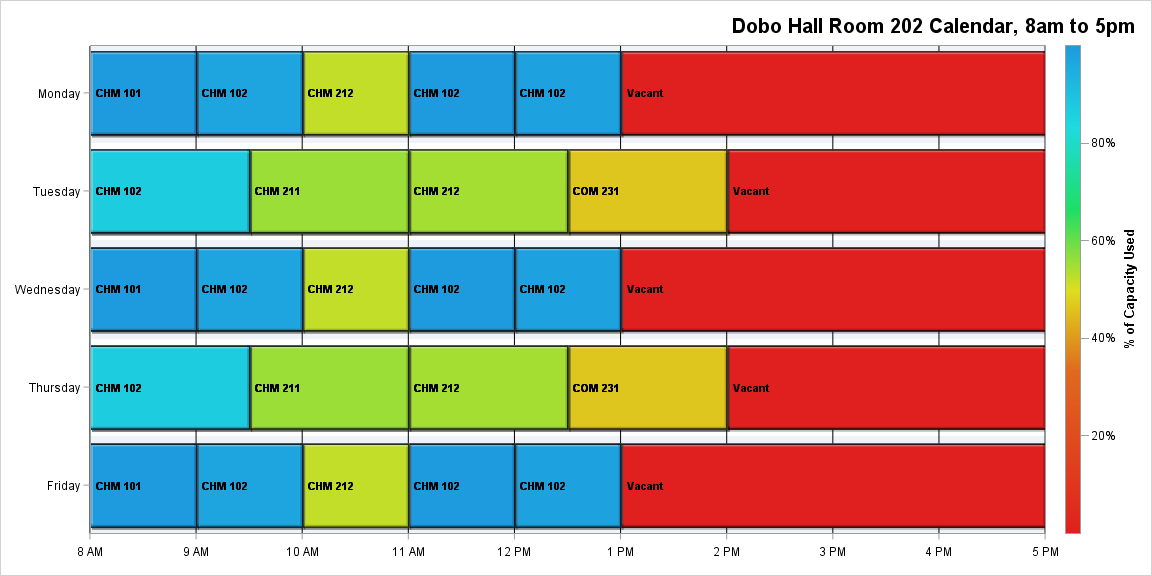 Dobo Hall Room 202 Calendar, 8am to 5pm
Monday CHM 101 CHM 102 CHM 212 CHM 102 CHM 102 Vacant
80%
Tuesday CHM 102 CHM 211 CHM 212 COM 231 Vacant
60%
Wednesday CHM 101 CHM 102 CHM 212 CHM 102 CHM 102 Vacant
% of Capacity Used
40%
Thursday CHM 102 CHM 211 CHM 212 COM 231 Vacant
20%
Friday CHM 101 CHM 102 CHM 212 CHM 102 CHM 102 Vacant
8 AM 9 AM 10 AM 11 AM 12 PM 1 PM 2 PM 3 PM 4 PM 5 PM